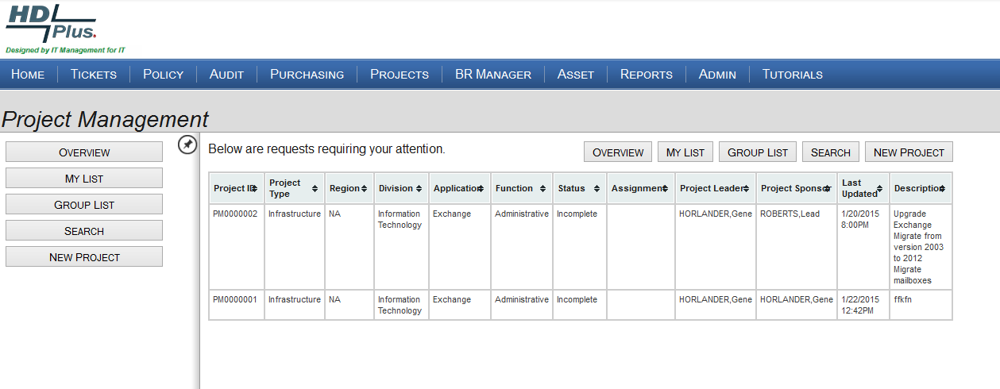 HD
Plus.
Designed by IT Management for IT
HOME TICKETS POLICY AUDIT PURCHASING PROJECTS BR MANAGER ASSET REPORTS ADMIN TUTORIALS
Project Management
OVERVIEW
MY LIST
GROUP LIST
SEARCH
NEW PROJECT
Below are requests requiring your attention.
OVERVIEW MY LIST GROUP LIST SEARCH NEW PROJECT
Project ID Project Type Region Division Application Function Status Assignment Project Leader Project Sponsor Last Updated Description
PM0000002 Infrastructure NA Information Exchange Administrative Incomplete HORLANDER,Gene ROBERTS,Lead 1/20/2015 Upgrade
Technology 8:00PM Exchange
Migrate from
version 2003
to 2012
Migrate
mailboxes
PM0000001 Infrastructure NA Information Exchange Administrative Incomplete HORLANDER,Gene HORLANDER,Gene 1/22/2015 ffkfn
Technology 12:42PM